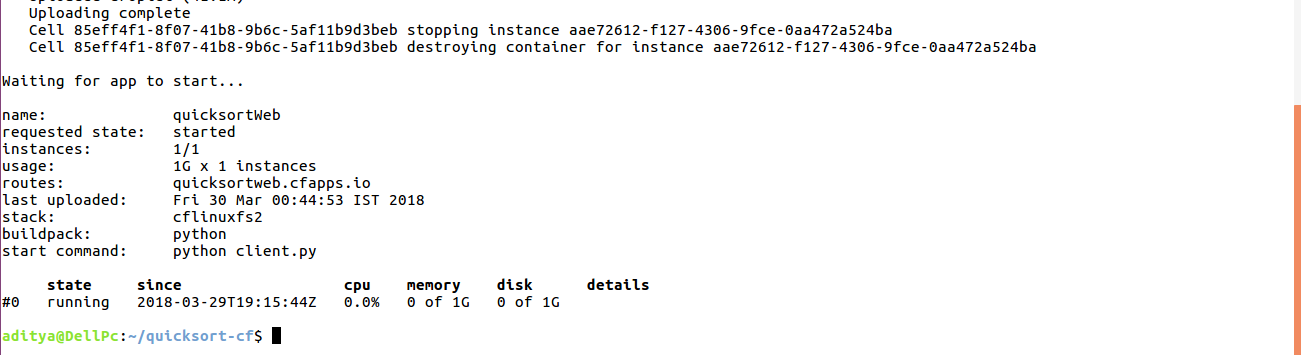 Uploading complete
Cell 85eff4f1-8f07-41b8-9b6c-5af11b9d3beb stopping instance aae72612-f127-4306-9fce-0aa472a524ba
Cell 85eff4f1-8f07-41b8-9b6c-5af11b9d3beb destroying container for instance aae72612-f127-4306-9fce-0aa472a524ba
Waiting for app to start...
name: quicksortWeb
requested state: started
instances: 1/1
usage: 1G x 1 instances
routes: quicksortweb.cfapps.io
last uploaded: Fri 30 Mar 00:44:53 IST 2018
stack: cflinuxfs2
buildpack: python
start command: python client.py
state since cpu memory disk details
#0 running 2018-03-29T19:15:44Z 0.0% 0 of 1G 0 of 1G
aditya@DellPc:~/quicksort-cf$